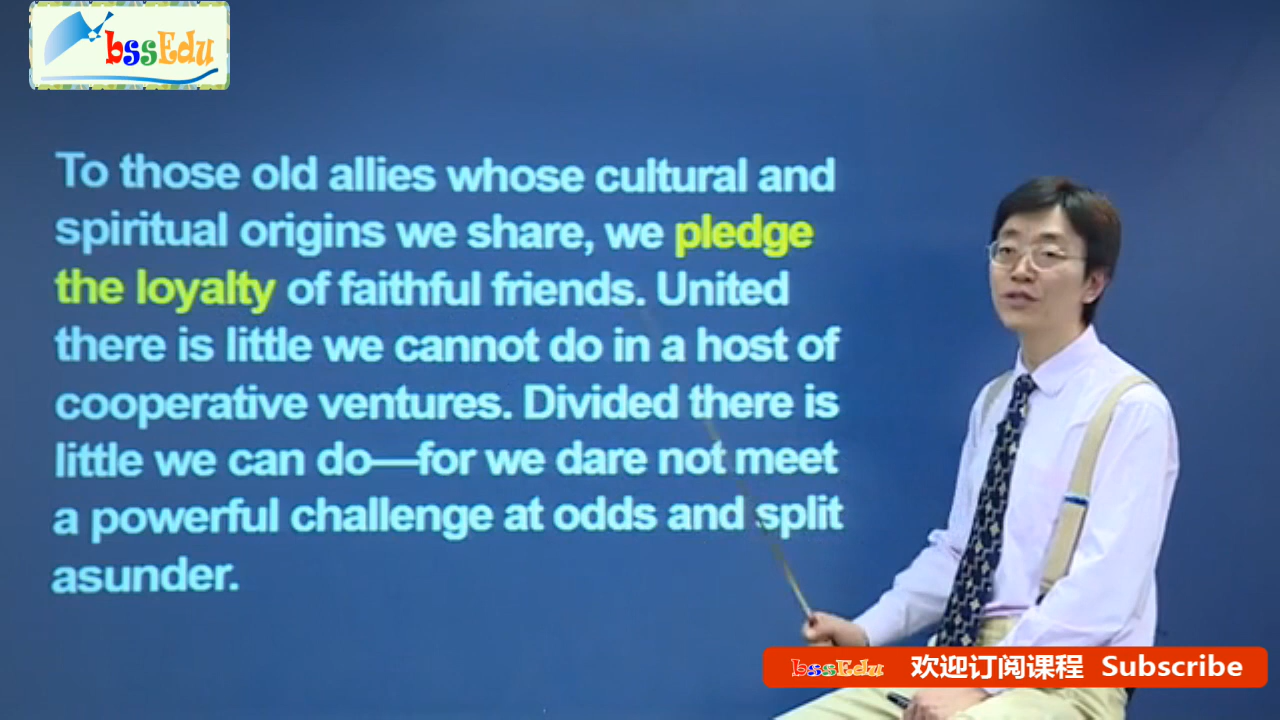 bssEdu
To those old allies whose cultural and
spiritual origins we share, we pledge
the loyalty of faithful friends. United
there is little we cannot do in a host of
cooperative ventures. Divided there is
little we can do—for we dare not meet
a powerful challenge at odds and split
asunder.
bssEdu 欢迎订阅课程 Subscribe